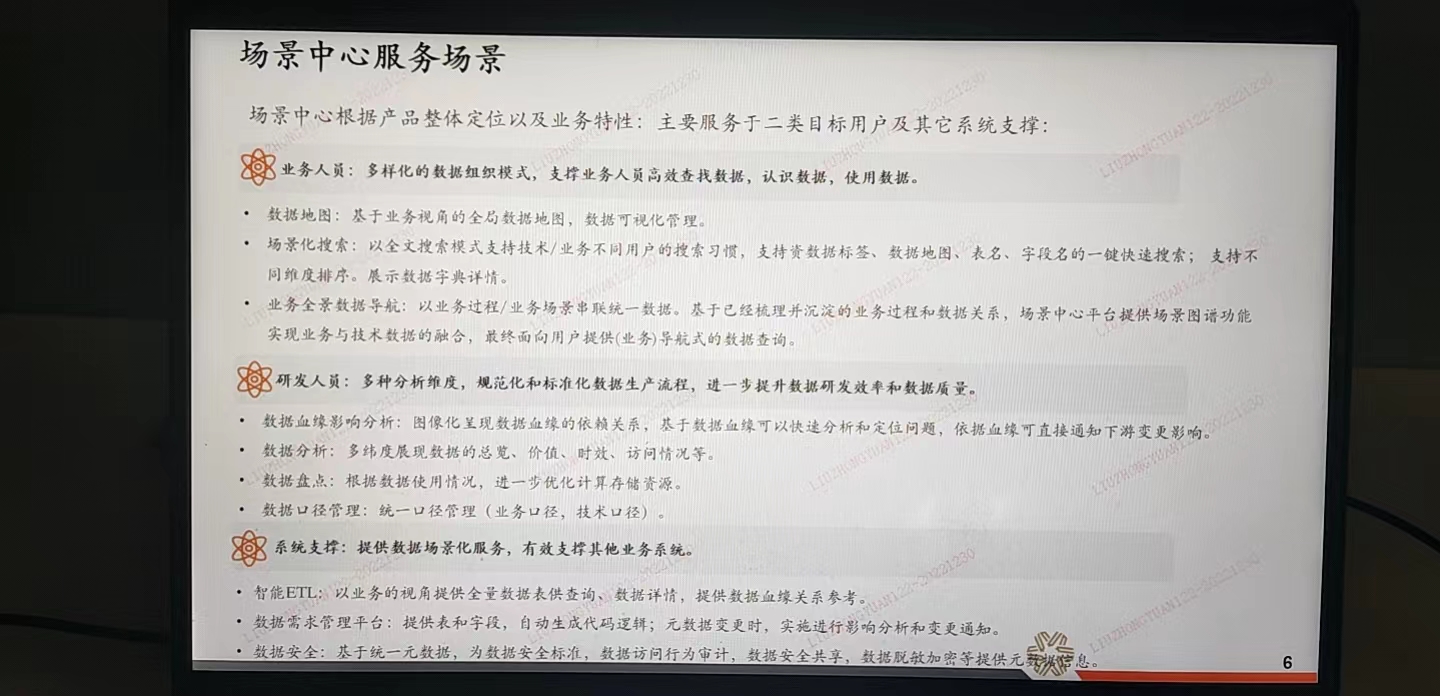 场景中心服务场景
场景中心根据产品整体定位以及业务特性：主要服务于二类目标用户及其它系统支撑：
业务人员：多样化的数据组织模式，支撑业务人员高效查找数据，认识数据，使用数据。
• 数据地图：基于业务视角的全局数据地图，数据可视化管理。
• 场景化搜索：以全文搜索模式支持技术/业务不同用户的搜索习惯，支持资数据标签、数据地图、表名、字段名的一键快速搜索； 支持不
同维度排序。展示数据字典详情。
• 业务全景数据导航：以业务过程/业务场景串联统一数据。基于已经梳理并沉淀的业务过程和数据关系，场景中心平台提供场景图谱功能
实现业务与技术数据的融合，最终面向用户提供(业务)导航式的数据查询。
研发人员：多种分析维度，规范化和标准化数据生产流程，进一步提升数据研发效率和数据质量。
• 数据血缘影响分析：图像化呈现数据血缘的依赖关系，基于数据血缘可以快速分析和定位问题，依据血缘可直接通知下游变更影响。
• 数据分析：多纬度展现数据的总览、价值、时效、访问情况等。
• 数据盘点：根据数据使用情况，进一步优化计算存储资源。
• 数据口径管理：统一口径管理（业务口径，技术口径）。
系统支撑：提供数据场景化服务，有效支撑其他业务系统。
• 智能ETL：以业务的视角提供全量数据表供查询、数据详情，提供数据血缘关系参考。
• 数据需求管理平台：提供表和字段，自动生成代码逻辑；元数据变更时，实施进行影响分析和变更通知。
• 数据安全：基于统一元数据，为数据安全标准，数据访问行为审计，数据安全共享，数据脱敏加密等提供元数据信息。
6
LIUZHONGYUAN122-20221230